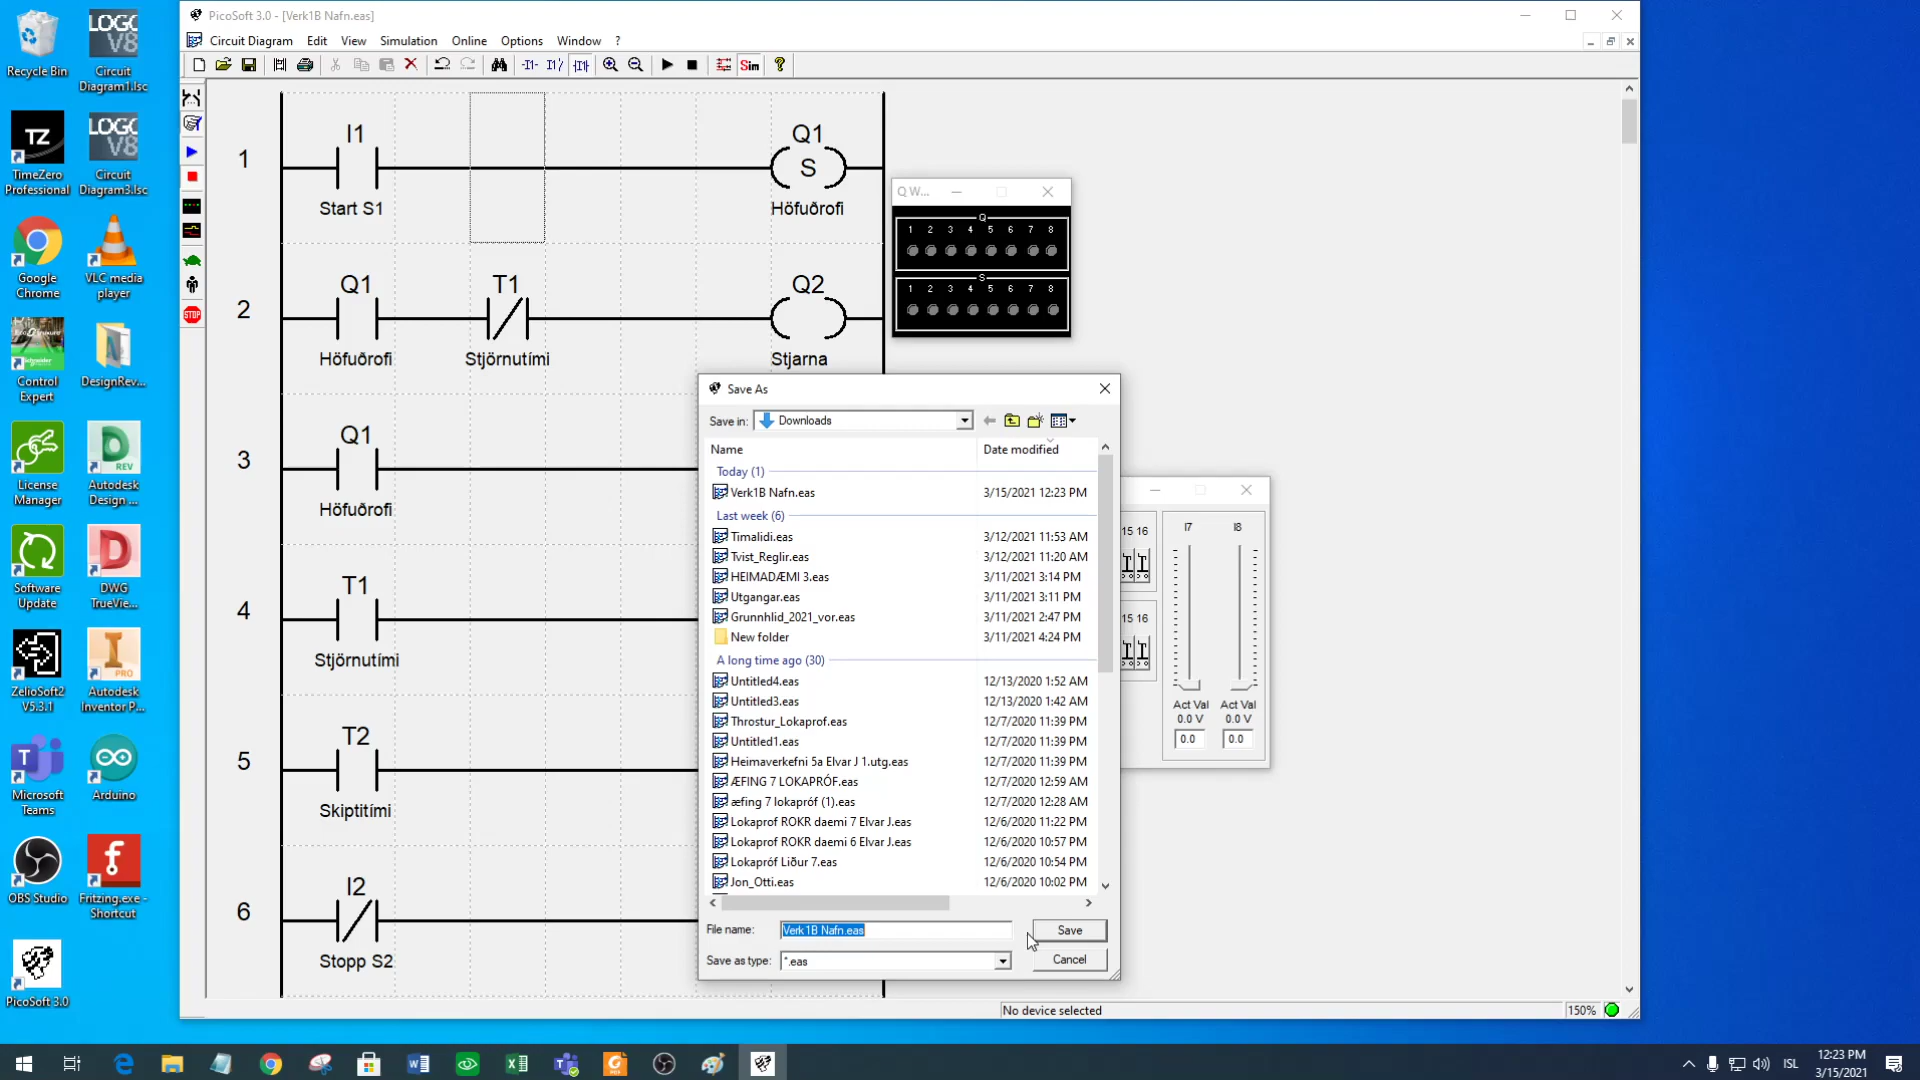 PicoSoft 3.0 - [Verk1B Nafn.eas]
Circuit Diagram Edit View Simulation Online Options Window ?
Sim
Recycle Bin
LOGO V8
Circuit Diagram1.lsc
TZ
TimeZero Professional
LOGO V8
Circuit Diagram3.lsc
Google Chrome
VLC media player
Control Expert
DesignRev...
License Manager
REV
Autodesk Design ...
Software Update
DWG TrueVie...
ZelioSoft2 V5.3.1
PRO
Autodesk Inventor P...
Microsoft Teams
Arduino
OBS Studio
Fritzing.exe - Shortcut
PicoSoft 3.0
STOP
1
I1
Start S1
Q1
S
Höfuðrofi
2
Q1
Höfuðrofi
T1
Stjörnutími
Q2
Stjarna
3
Q1
Höfuðrofi
4
T1
Stjörnutími
5
T2
Skiptitími
6
I2
Stopp S2
Q W...
Q
1 2 3 4 5 6 7 8
S
1 2 3 4 5 6 7 8
Save As
Save in: Downloads
Name Date modified
Today (1)
Verk1B Nafn.eas 3/15/2021 12:23 PM
Last week (6)
Timalidi.eas 3/12/2021 11:53 AM
Tvist_Reglir.eas 3/12/2021 11:20 AM
HEIMADÆMI 3.eas 3/11/2021 3:14 PM
Utgangar.eas 3/11/2021 3:11 PM
Grunnhlid_2021_vor.eas 3/11/2021 2:47 PM
New folder 3/11/2021 4:24 PM
A long time ago (30)
Untitled4.eas 12/13/2020 1:52 AM
Untitled3.eas 12/13/2020 1:42 AM
Throstur_Lokaprof.eas 12/7/2020 11:39 PM
Untitled1.eas 12/7/2020 11:39 PM
Heimaverkefni 5a Elvar J 1.utg.eas 12/7/2020 11:39 PM
ÆFING 7 LOKAPRÓF.eas 12/7/2020 12:59 AM
æfing 7 lokapróf (1).eas 12/7/2020 12:28 AM
Lokaprof ROKR daemi 7 Elvar J.eas 12/6/2020 11:22 PM
Lokaprof ROKR daemi 6 Elvar J.eas 12/6/2020 10:57 PM
Lokapróf Liður 7.eas 12/6/2020 10:54 PM
Jon_Otti.eas 12/6/2020 10:02 PM
File name: Verk1B Nafn.eas Save
Save as type: *.eas Cancel
15 16
15 16
I7 I8
Act Val Act Val
0.0 V 0.0 V
0.0 0.0
No device selected
150%
ISL
12:23 PM
3/15/2021